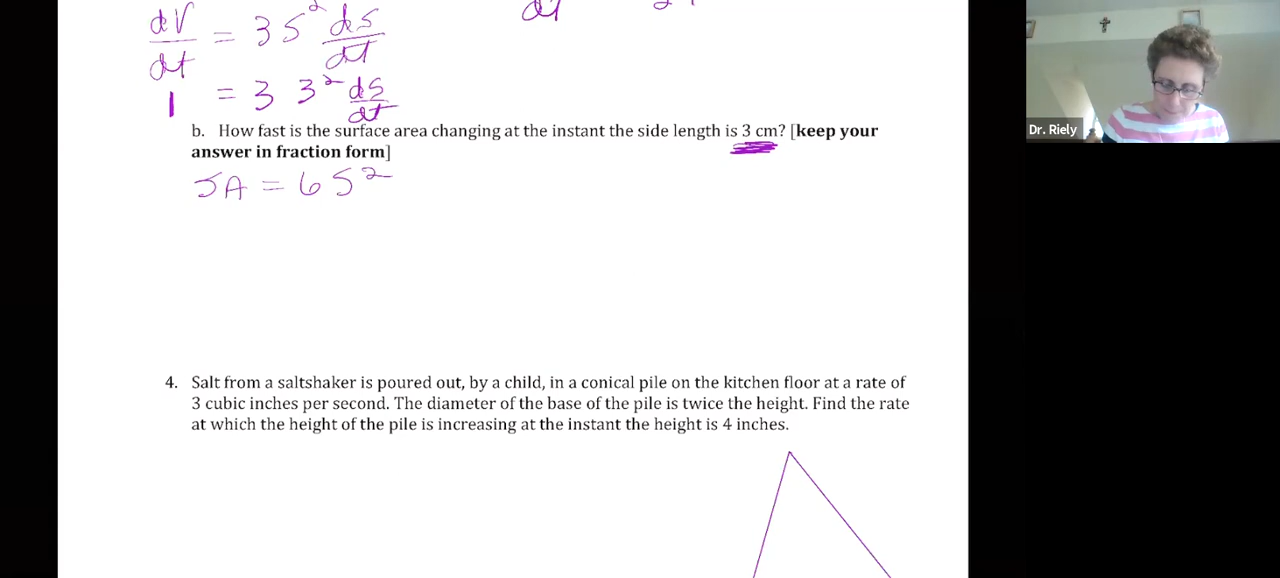 dV/dt = 3s² ds/dt
1 = 3 3² ds/dt
b. How fast is the surface area changing at the instant the side length is 3 cm? [keep your
answer in fraction form]
SA = 6S²
4. Salt from a saltshaker is poured out, by a child, in a conical pile on the kitchen floor at a rate of
3 cubic inches per second. The diameter of the base of the pile is twice the height. Find the rate
at which the height of the pile is increasing at the instant the height is 4 inches.
Dr. Riely